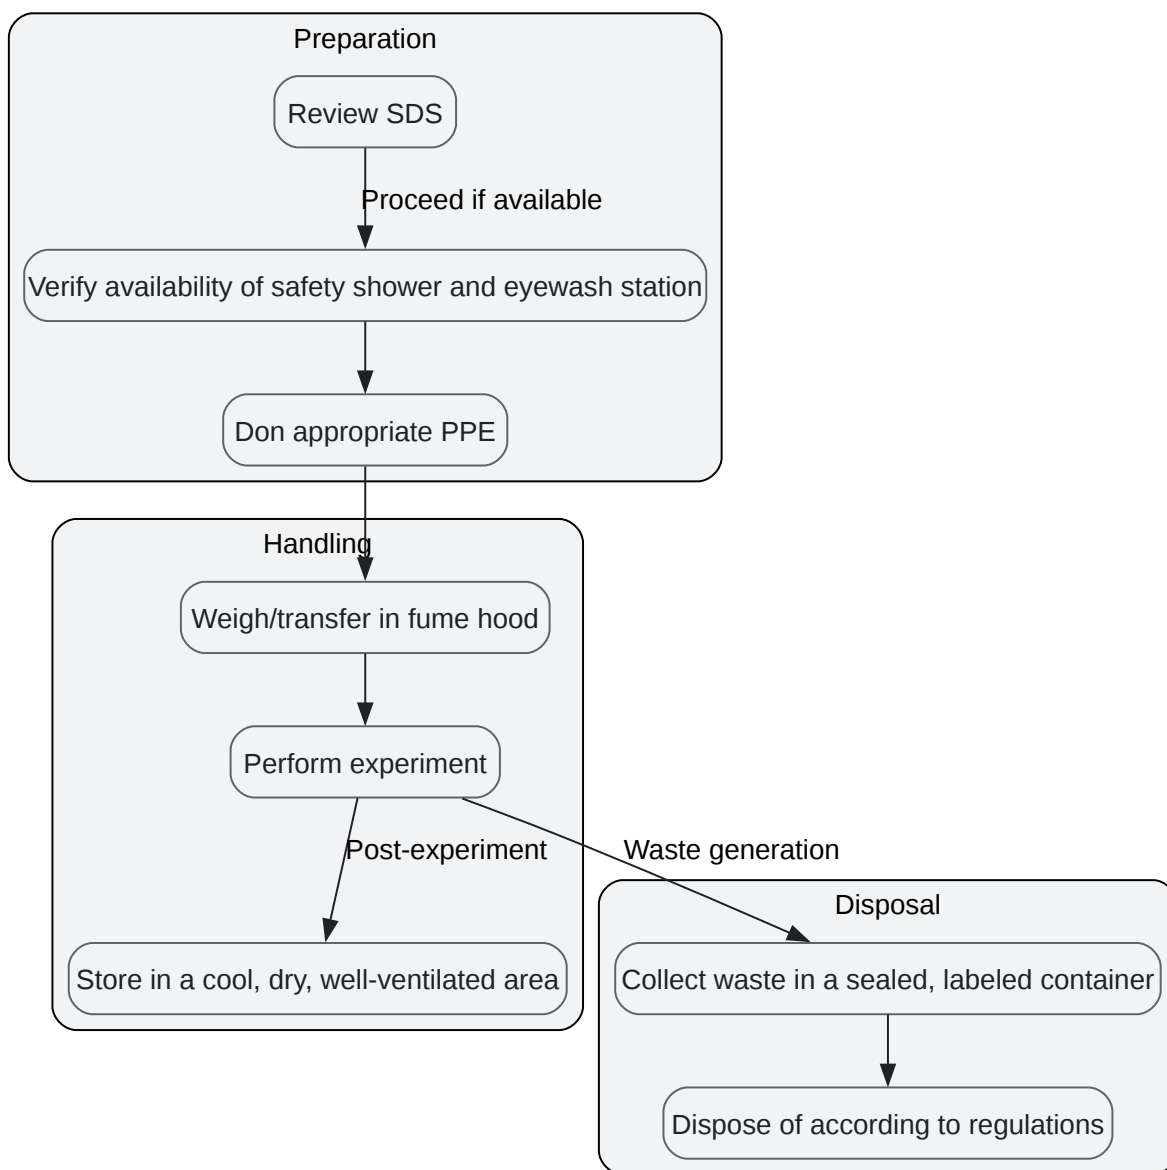 Preparation
Review SDS
Proceed if available
Verify availability of safety shower and eyewash station
Don appropriate PPE
Handling
Weigh/transfer in fume hood
Perform experiment
Post-experiment
Waste generation
Disposal
Store in a cool, dry, well-ventilated area
Collect waste in a sealed, labeled container
Dispose of according to regulations